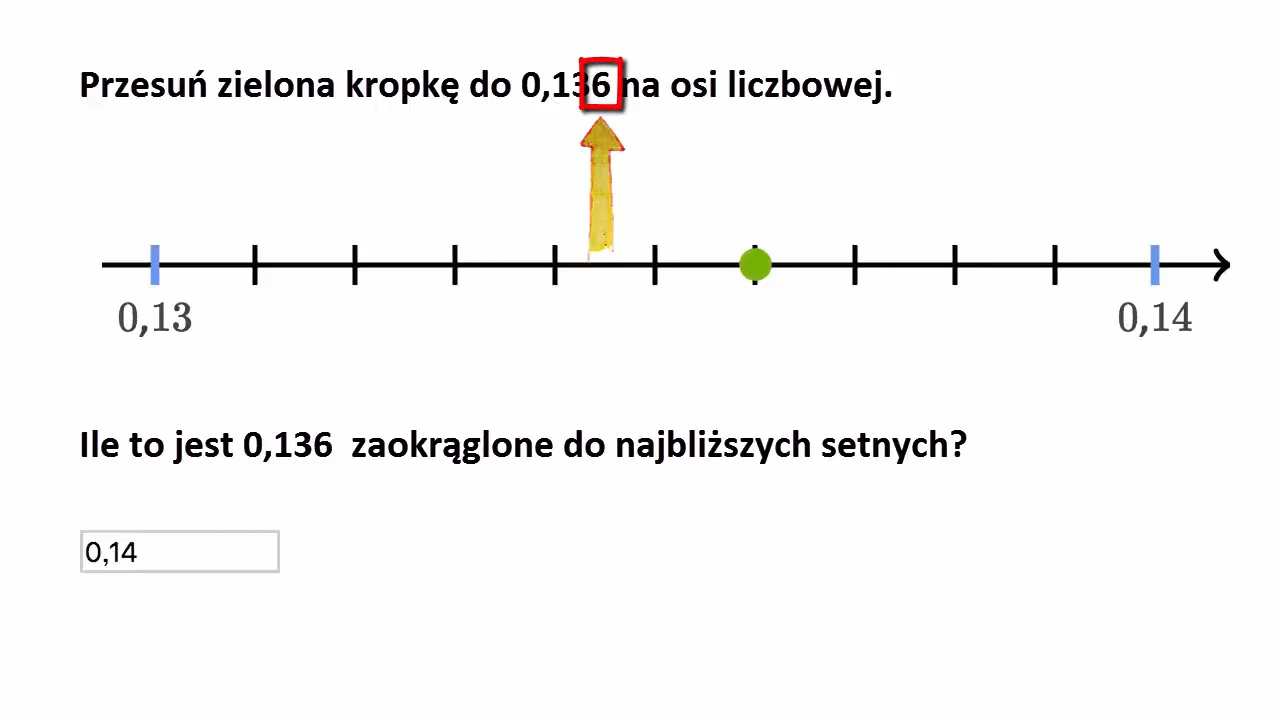 Przesuń zielona kropkę do 0,136 na osi liczbowej.
0,13 0,14
Ile to jest 0,136 zaokrąglone do najbliższych setnych?
0,14